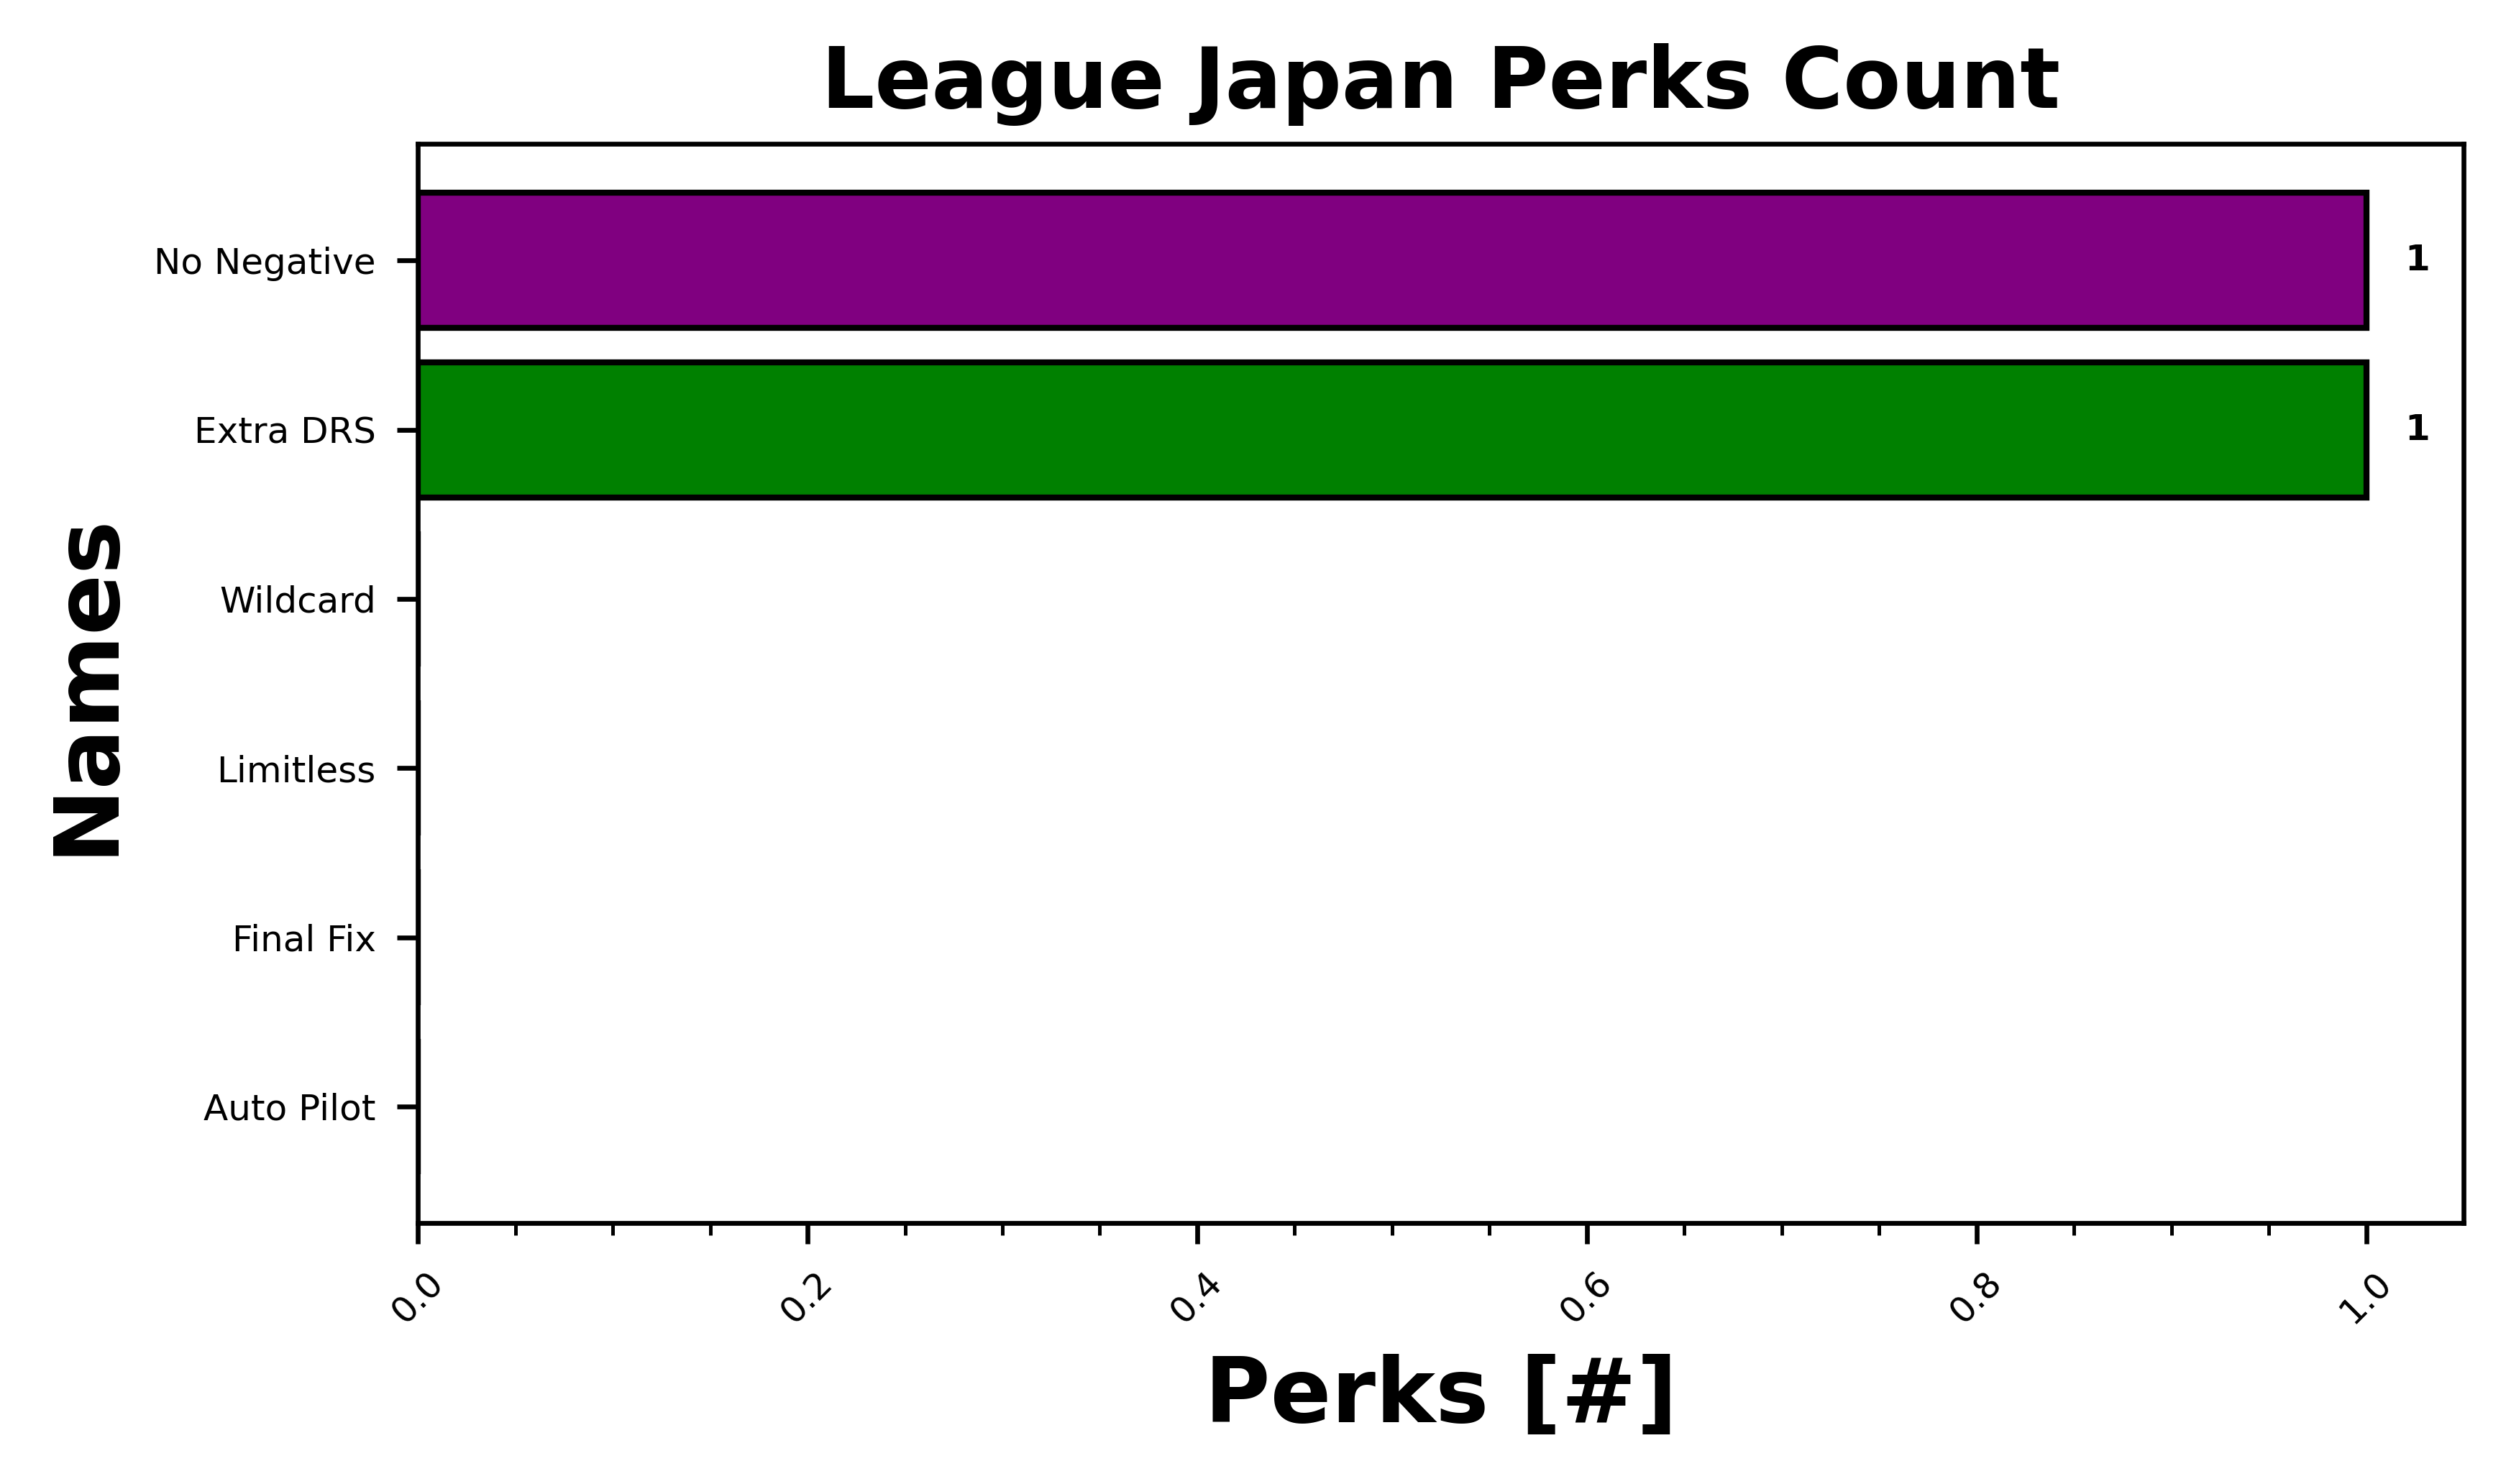 League Japan Perks Count
No Negative
1
Extra DRS
1
Wildcard
Limitless
Final Fix
Auto Pilot
Names
0.0 0.2 0.4 0.6 0.8 1.0
Perks [#]